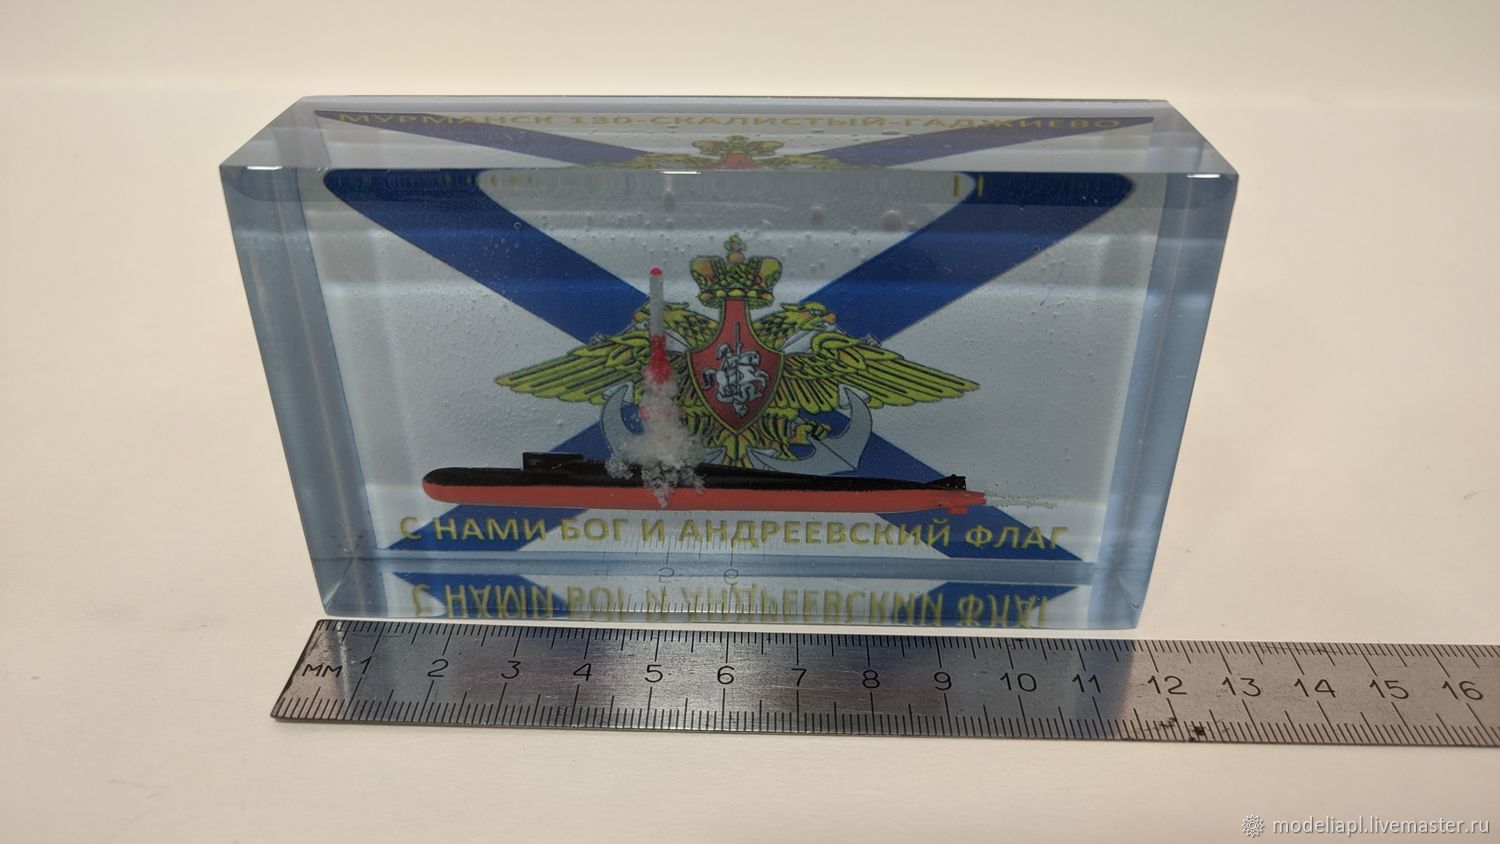 МУРМАНСК 130-СКАЛИСТЫЙ-ГАДЖИЕВО
С НАМИ БОГ И АНДРЕЕВСКИЙ ФЛАГ
мм 1 2 3 4 5 6 7 8 9 10 11 12 13 14 15 16
modeliapl.livemaster.ru